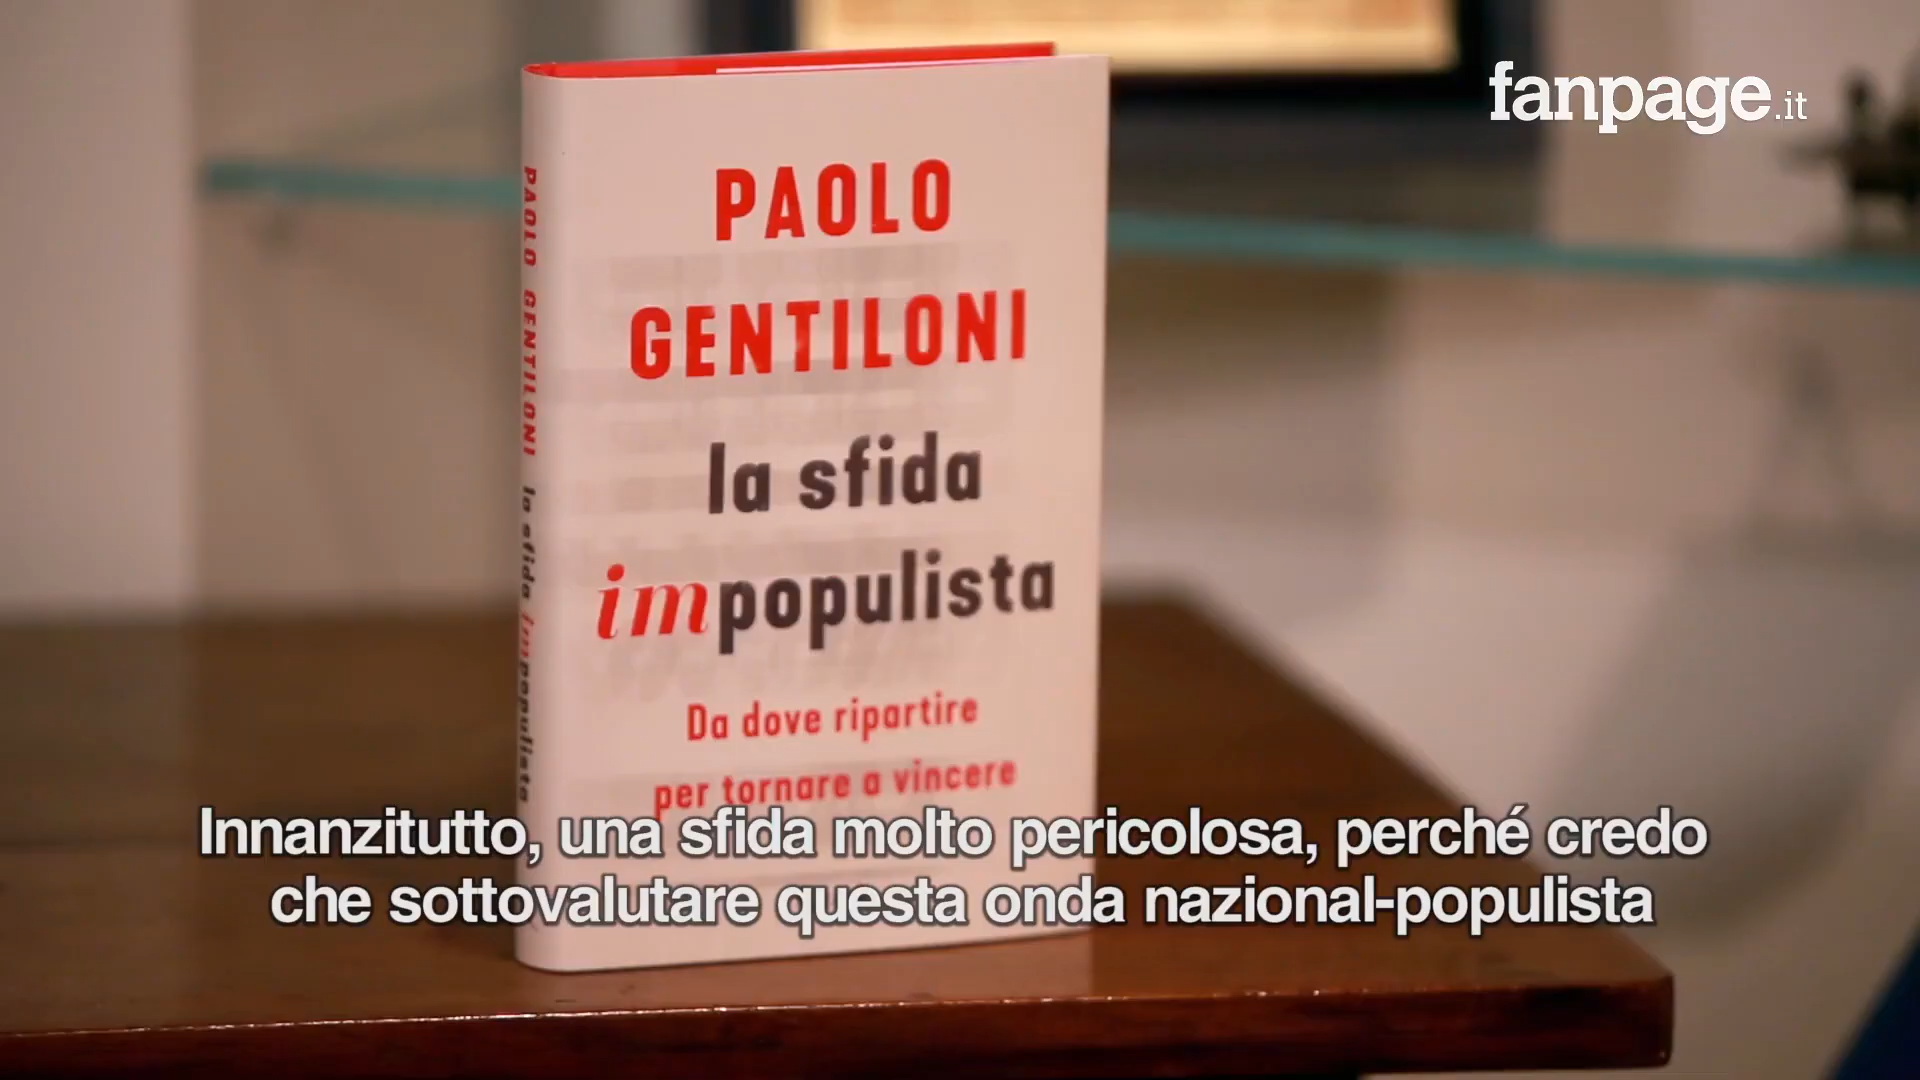 fanpage.it
PAOLO
GENTILONI
la sfida
impopulista
Da dove ripartire
per tornare a vincere
PAOLO GENTILONI la sfida impopulista
Innanzitutto, una sfida molto pericolosa, perché credo
che sottovalutare questa onda nazional-populista